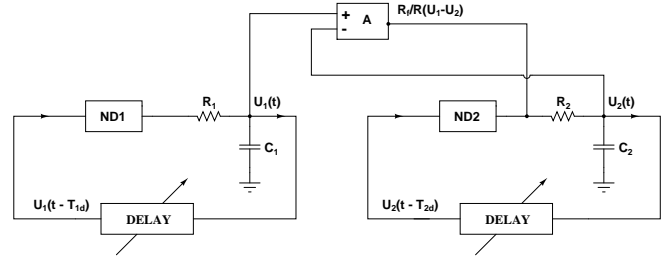 +
-
A
R_f/R(U_1-U_2)
ND1
R_1
U_1(t)
C_1
U_1(t - T_1d)
DELAY
ND2
R_2
U_2(t)
C_2
U_2(t - T_2d)
DELAY